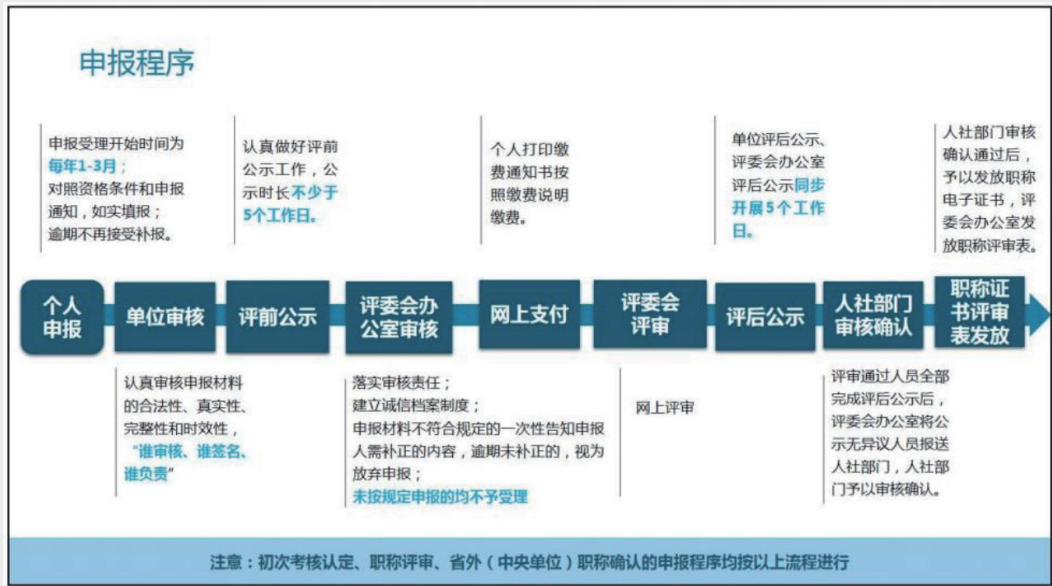 申报程序
申报受理开始时间为
每年1-3月；
对照资格条件和申报
通知，如实填报；
逾期不再接受补报。
认真做好评前
公示工作，公
示时长不少于
5个工作日。
个人打印缴
费通知书按
照缴费说明
缴费。
单位评后公示、
评委会办公室
评后公示同步
开展5个工作
日。
人社部门审核
确认通过后，
予以发放职称
电子证书，评
委会办公室发
放职称评审表。
个人
申报
单位审核
评前公示
评委会办
公室审核
网上支付
评委会
评审
评后公示
人社部门
审核确认
职称证
书评审
表发放
认真审核申报材料
的合法性、真实性、
完整性和时效性，
“谁审核、谁签名、
谁负责”
落实审核责任；
建立诚信档案制度；
申报材料不符合规定的一次性告知申报
人需补正的内容，逾期未补正的，视为
放弃申报；
未按规定申报的均不予受理
网上评审
评审通过人员全部
完成评后公示后，
评委会办公室将公
示无异议人员报送
人社部门，人社部
门予以审核确认。
注意：初次考核认定、职称评审、省外（中央单位）职称确认的申报程序均按以上流程进行